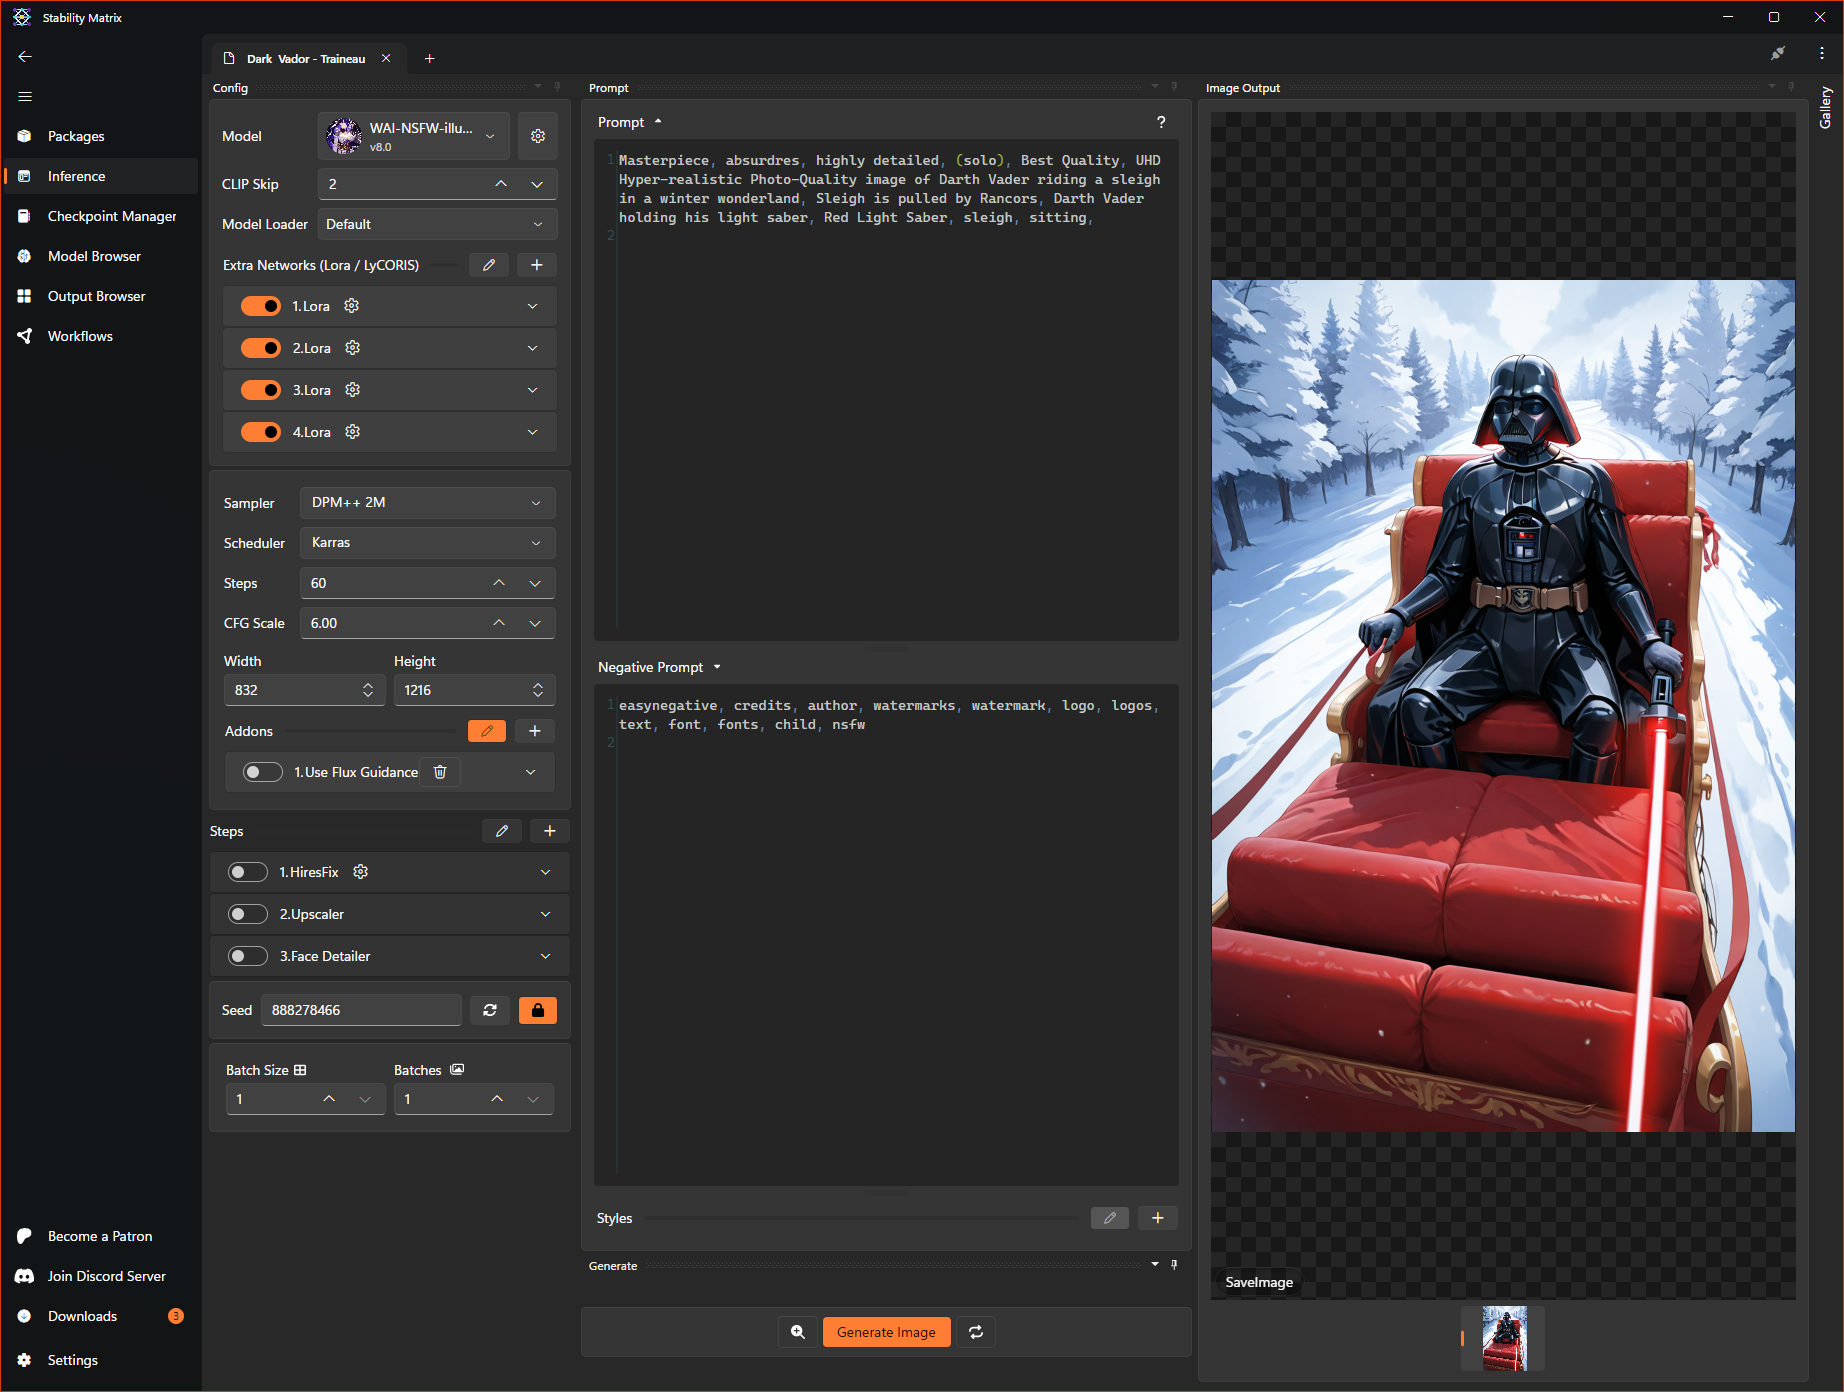 Stability Matrix
Dark Vador - Traineau
Packages
Inference
Checkpoint Manager
Model Browser
Output Browser
Workflows
Become a Patron
Join Discord Server
Downloads
3
Settings
Config
Model
WAI-NSFW-illu...
v8.0
CLIP Skip
2
Model Loader
Default
Extra Networks (Lora / LyCORIS)
1.Lora
2.Lora
3.Lora
4.Lora
Sampler
DPM++ 2M
Scheduler
Karras
Steps
60
CFG Scale
6.00
Width
Height
832
1216
Addons
1.Use Flux Guidance
Steps
1.HiresFix
2.Upscaler
3.Face Detailer
Seed
888278466
Batch Size
Batches
1
1
Prompt
Prompt
?
1 Masterpiece, absurdres, highly detailed, (solo), Best Quality, UHD
Hyper-realistic Photo-Quality image of Darth Vader riding a sleigh
in a winter wonderland, Sleigh is pulled by Rancors, Darth Vader
holding his light saber, Red Light Saber, sleigh, sitting,
2
Negative Prompt
1 easynegative, credits, author, watermarks, watermark, logo, logos,
text, font, fonts, child, nsfw
2
Styles
Generate
Generate Image
Image Output
SaveImage
Gallery